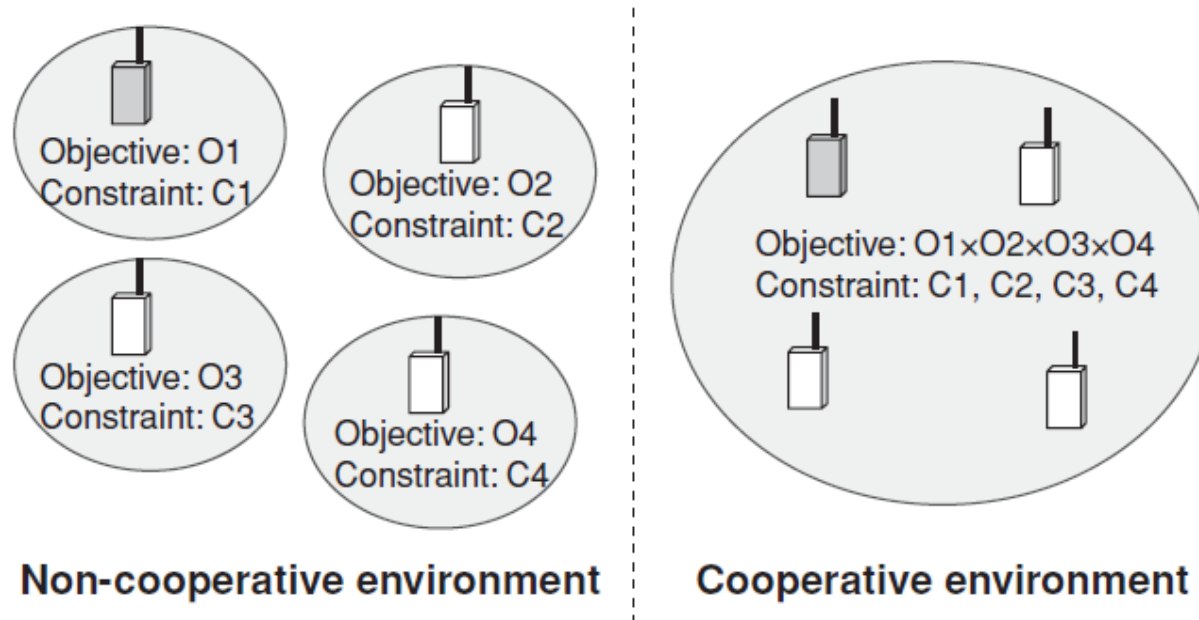 Objective: O1
Constraint: C1
Objective: O2
Constraint: C2
Objective: O3
Constraint: C3
Objective: O4
Constraint: C4
Non-cooperative environment
Objective: O1×O2×O3×O4
Constraint: C1, C2, C3, C4
Cooperative environment